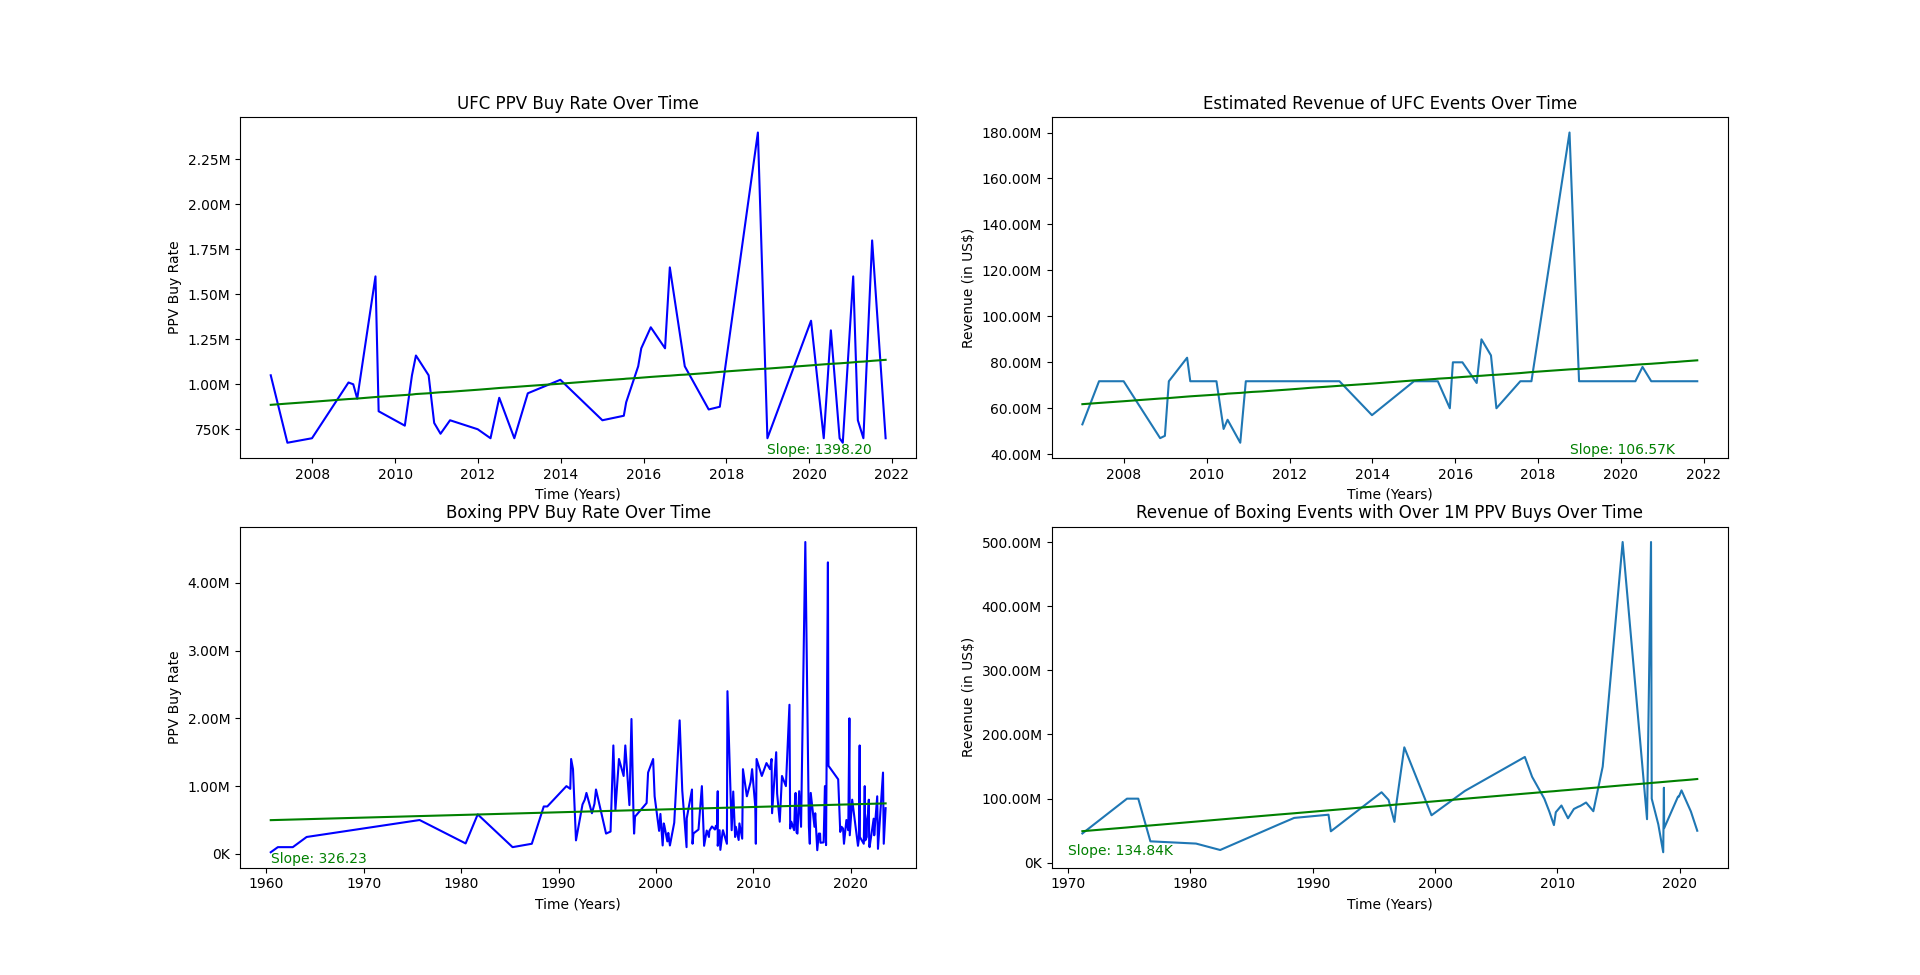 UFC PPV Buy Rate Over Time
PPV Buy Rate
2.25M
2.00M
1.75M
1.50M
1.25M
1.00M
750K
Slope: 1398.20
2008 2010 2012 2014 2016 2018 2020 2022
Time (Years)
Estimated Revenue of UFC Events Over Time
Revenue (in US$)
180.00M
160.00M
140.00M
120.00M
100.00M
80.00M
60.00M
40.00M
Slope: 106.57K
2008 2010 2012 2014 2016 2018 2020 2022
Time (Years)
Boxing PPV Buy Rate Over Time
PPV Buy Rate
4.00M
3.00M
2.00M
1.00M
0K
Slope: 326.23
1960 1970 1980 1990 2000 2010 2020
Time (Years)
Revenue of Boxing Events with Over 1M PPV Buys Over Time
Revenue (in US$)
500.00M
400.00M
300.00M
200.00M
100.00M
0K
Slope: 134.84K
1970 1980 1990 2000 2010 2020
Time (Years)